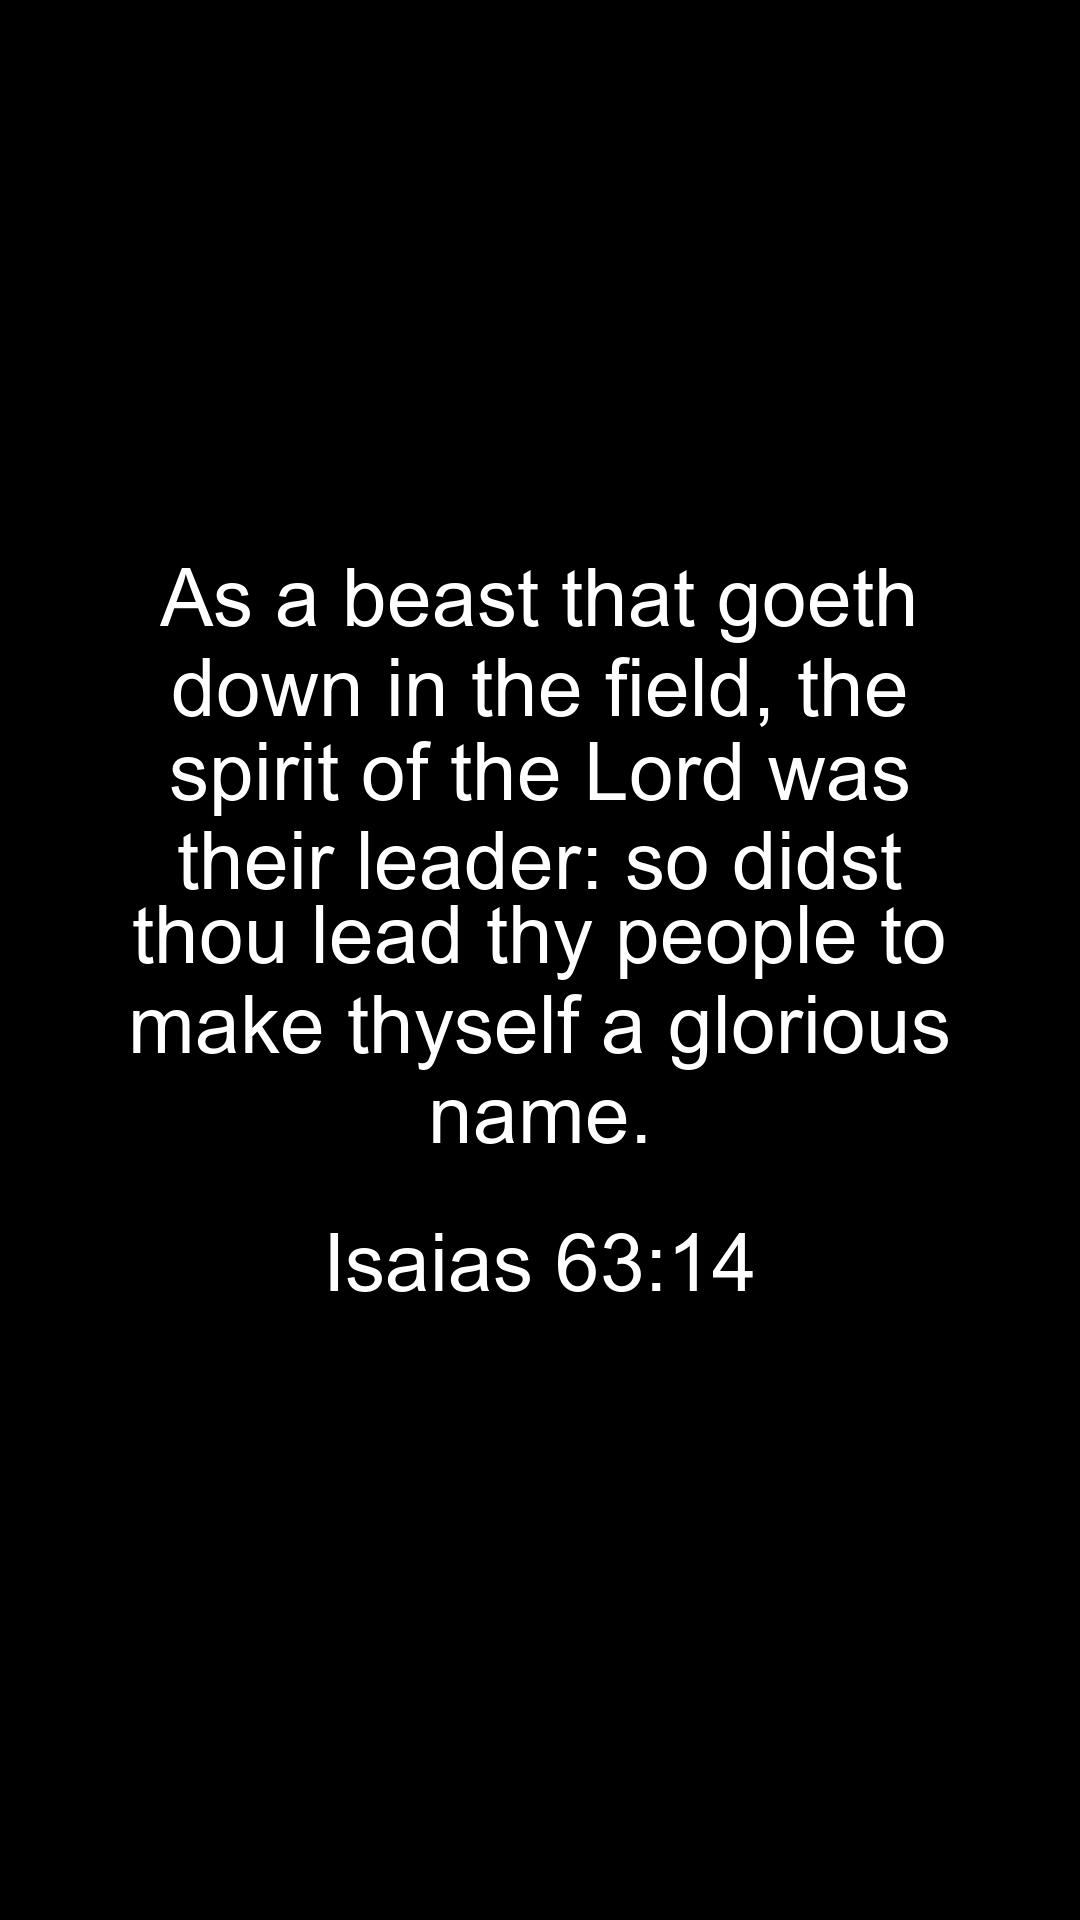 As a beast that goeth
down in the field, the
spirit of the Lord was
their leader: so didst
thou lead thy people to
make thyself a glorious
name.
Isaias 63:14